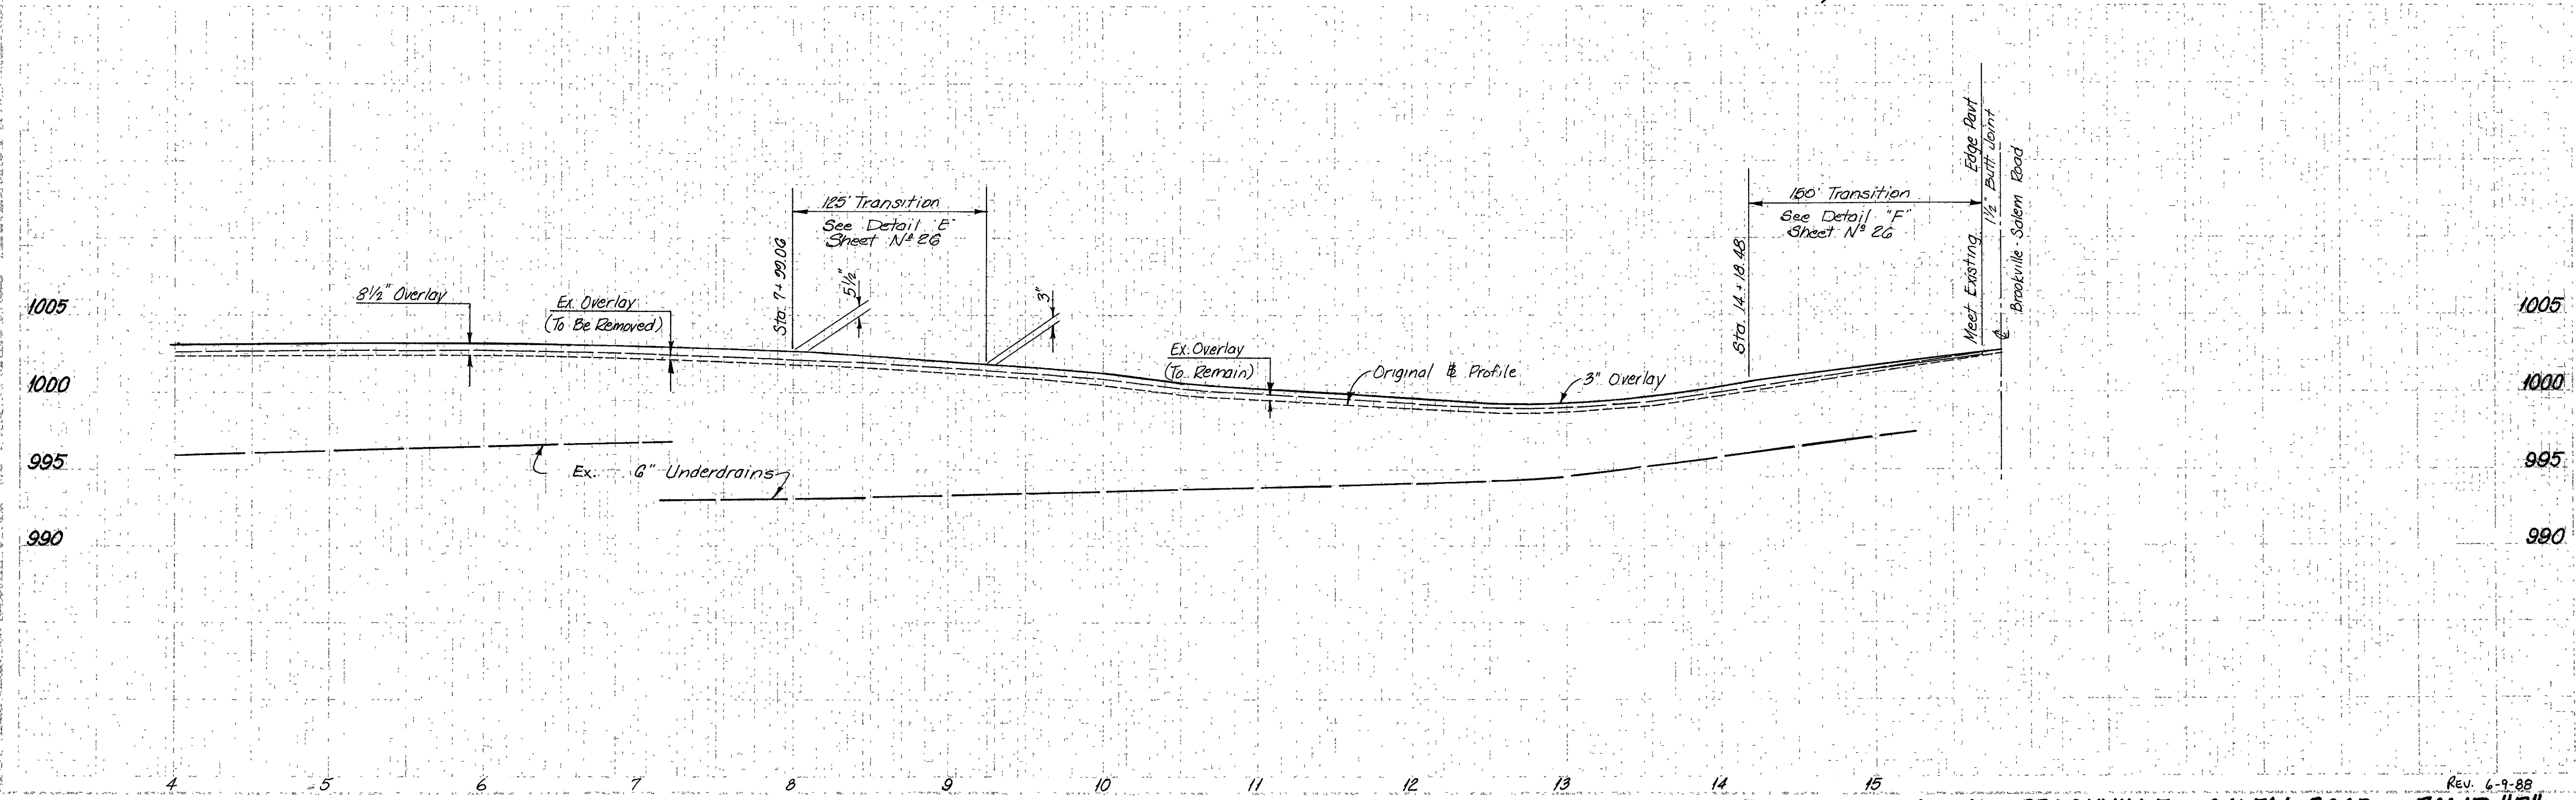 Meet Existing Edge Pavt
1½" Butt Joint
Brookville - Salem Road
℄
125' Transition
See Detail "E"
Sheet Nº 26
150' Transition
See Detail "F"
Sheet Nº 26
Sta. 7+99.06
5½"
3"
Sta. 14+18.48
1005
8½" Overlay
Ex. Overlay
(To Be Removed)
1005
Ex. Overlay
(To Remain)
Original ℄ Profile
3" Overlay
1000
1000
995
Ex. 6" Underdrains
995
990
990
4 5 6 7 8 9 10 11 12 13 14 15
REV. 6-9-88